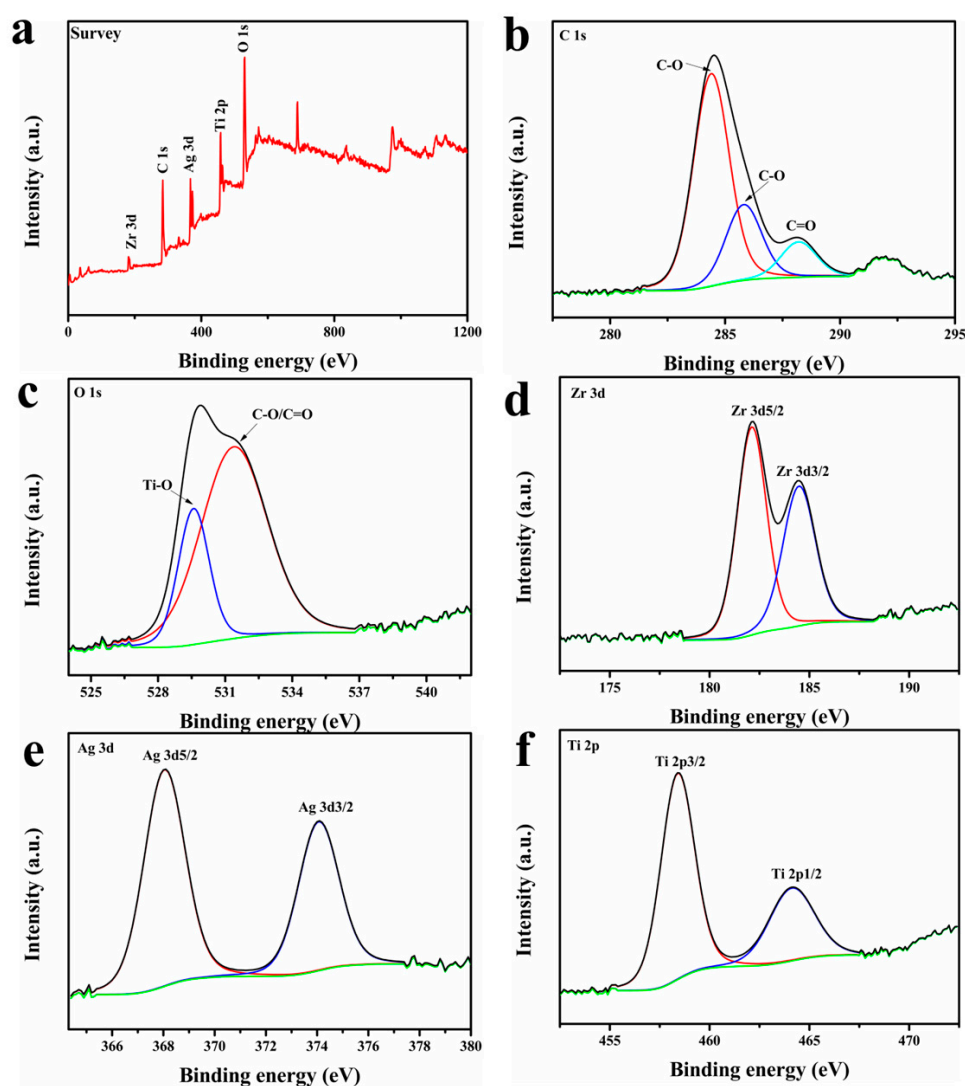 a
Survey
Zr 3d
C 1s
Ag 3d
Ti 2p
O 1s
Intensity (a.u.)
0 400 800 1200
Binding energy (eV)
b
C 1s
C-O
C-O
C=O
Intensity (a.u.)
280 285 290 295
Binding energy (eV)
c
O 1s
C-O/C=O
Ti-O
Intensity (a.u.)
525 528 531 534 537 540
Binding energy (eV)
d
Zr 3d
Zr 3d5/2
Zr 3d3/2
Intensity (a.u.)
175 180 185 190
Binding energy (eV)
e
Ag 3d
Ag 3d5/2
Ag 3d3/2
Intensity (a.u.)
366 368 370 372 374 376 378 380
Binding energy (eV)
f
Ti 2p
Ti 2p3/2
Ti 2p1/2
Intensity (a.u.)
455 460 465 470
Binding energy (eV)